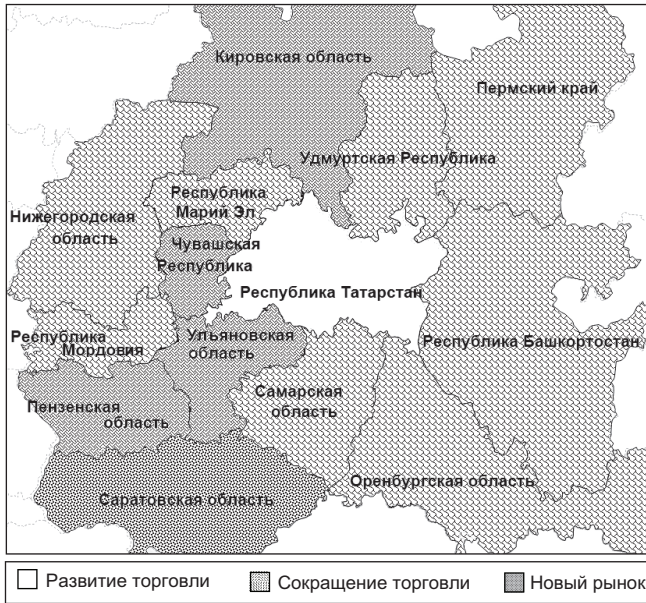 Кировская область
Пермский край
Удмуртская Республика
Республика
Марий Эл
Нижегородская
область
Чувашская
Республика
Республика Татарстан
Республика
Мордовия
Ульяновская
область
Республика Башкортостан
Пензенская
область
Самарская
область
Оренбургская область
Саратовская область
Развитие торговли
Сокращение торговли
Новый рынок